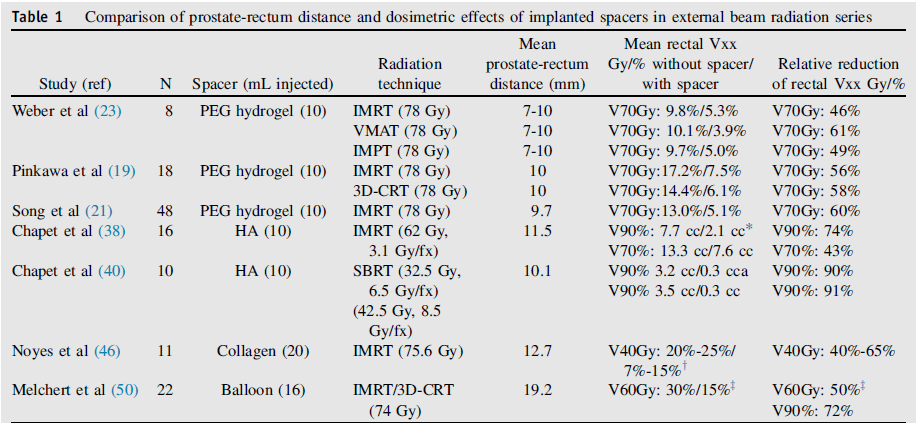 Table 1 Comparison of prostate-rectum distance and dosimetric effects of implanted spacers in external beam radiation series
Mean Mean rectal Vxx
Radiation prostate-rectum Gy/% without spacer/ Relative reduction
Study (ref) N Spacer (mL injected) technique distance (mm) with spacer of rectal Vxx Gy/%
Weber et al (23) 8 PEG hydrogel (10) IMRT (78 Gy) 7-10 V70Gy: 9.8%/5.3% V70Gy: 46%
VMAT (78 Gy) 7-10 V70Gy: 10.1%/3.9% V70Gy: 61%
IMPT (78 Gy) 7-10 V70Gy: 9.7%/5.0% V70Gy: 49%
Pinkawa et al (19) 18 PEG hydrogel (10) IMRT (78 Gy) 10 V70Gy:17.2%/7.5% V70Gy: 56%
3D-CRT (78 Gy) 10 V70Gy:14.4%/6.1% V70Gy: 58%
Song et al (21) 48 PEG hydrogel (10) IMRT (78 Gy) 9.7 V70Gy:13.0%/5.1% V70Gy: 60%
Chapet et al (38) 16 HA (10) IMRT (62 Gy, 11.5 V90%: 7.7 cc/2.1 cc* V90%: 74%
3.1 Gy/fx) V70%: 13.3 cc/7.6 cc V70%: 43%
Chapet et al (40) 10 HA (10) SBRT (32.5 Gy, 10.1 V90% 3.2 cc/0.3 cca V90%: 90%
6.5 Gy/fx) V90% 3.5 cc/0.3 cc V90%: 91%
(42.5 Gy, 8.5
Gy/fx)
Noyes et al (46) 11 Collagen (20) IMRT (75.6 Gy) 12.7 V40Gy: 20%-25%/ V40Gy: 40%-65%
7%-15%†
Melchert et al (50) 22 Balloon (16) IMRT/3D-CRT 19.2 V60Gy: 30%/15%‡ V60Gy: 50%‡
(74 Gy) V90%: 72%